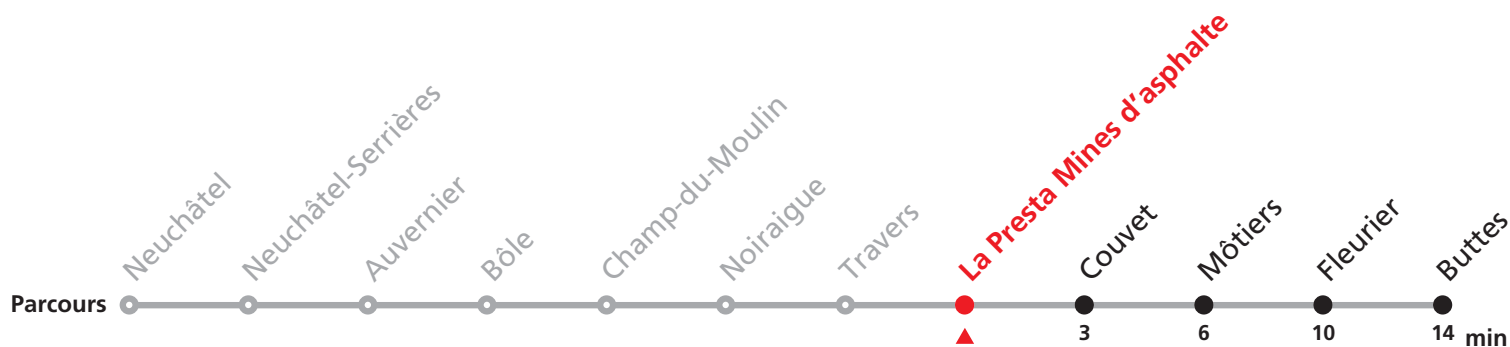 Neuchâtel
Neuchâtel-Serrières
Auvernier
Bôle
Champ-du-Moulin
Noiraigue
Travers
La Presta Mines d'asphalte
Couvet
Môtiers
Fleurier
Buttes
Parcours
3 6 10 14 min